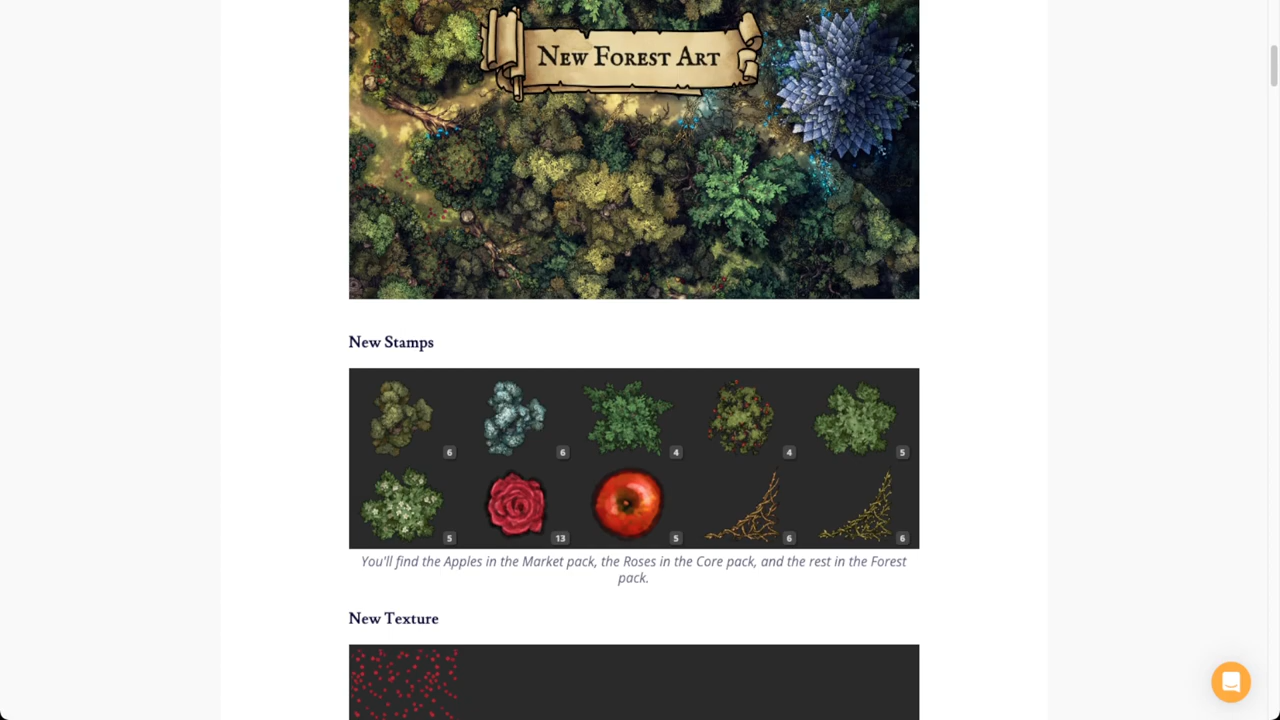 New Forest Art
New Stamps
6
6
4
4
5
5
13
5
6
6
You'll find the Apples in the Market pack, the Roses in the Core pack, and the rest in the Forest
pack.
New Texture